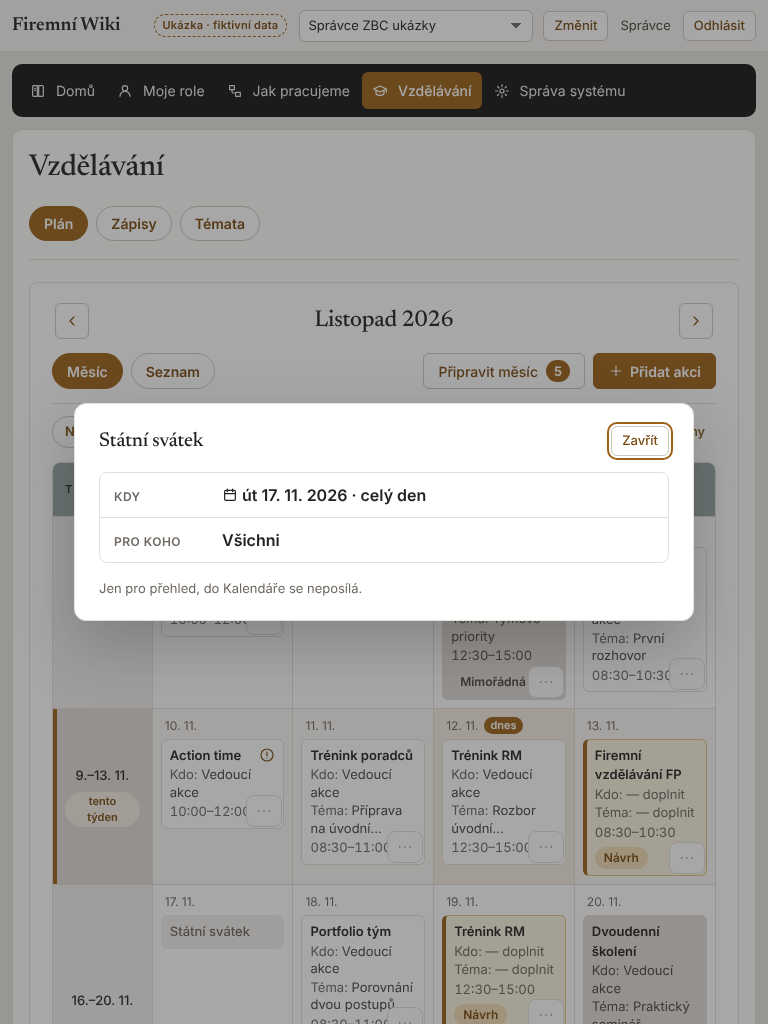 Firemní Wiki
Ukázka · fiktivní data
Správce ZBC ukázky
Změnit
Správce
Odhlásit
Domů
Moje role
Jak pracujeme
Vzdělávání
Správa systému
Vzdělávání
Plán
Zápisy
Témata
Listopad 2026
Měsíc
Seznam
Připravit měsíc 5
+ Přidat akci
Státní svátek
Zavřít
KDY
út 17. 11. 2026 · celý den
PRO KOHO
Všichni
Jen pro přehled, do Kalendáře se neposílá.
priority
12:30–15:00
Mimořádná
···
akce
Téma: První
rozhovor
08:30–10:30
···
9.–13. 11.
tento
týden
10. 11.
Action time
Kdo: Vedoucí
akce
10:00–12:00
···
11. 11.
Trénink poradců
Kdo: Vedoucí
akce
Téma: Příprava
na úvodní…
08:30–11:00
···
12. 11. dnes
Trénink RM
Kdo: Vedoucí
akce
Téma: Rozbor
úvodní…
12:30–15:00
···
13. 11.
Firemní
vzdělávání FP
Kdo: — doplnit
Téma: — doplnit
08:30–10:30
Návrh
···
16.–20. 11.
17. 11.
Státní svátek
18. 11.
Portfolio tým
Kdo: Vedoucí
akce
Téma: Porovnání
dvou postupů
08:30–11:00
···
19. 11.
Trénink RM
Kdo: — doplnit
Téma: — doplnit
12:30–15:00
Návrh
···
20. 11.
Dvoudenní
školení
Kdo: Vedoucí
akce
Téma: Praktický